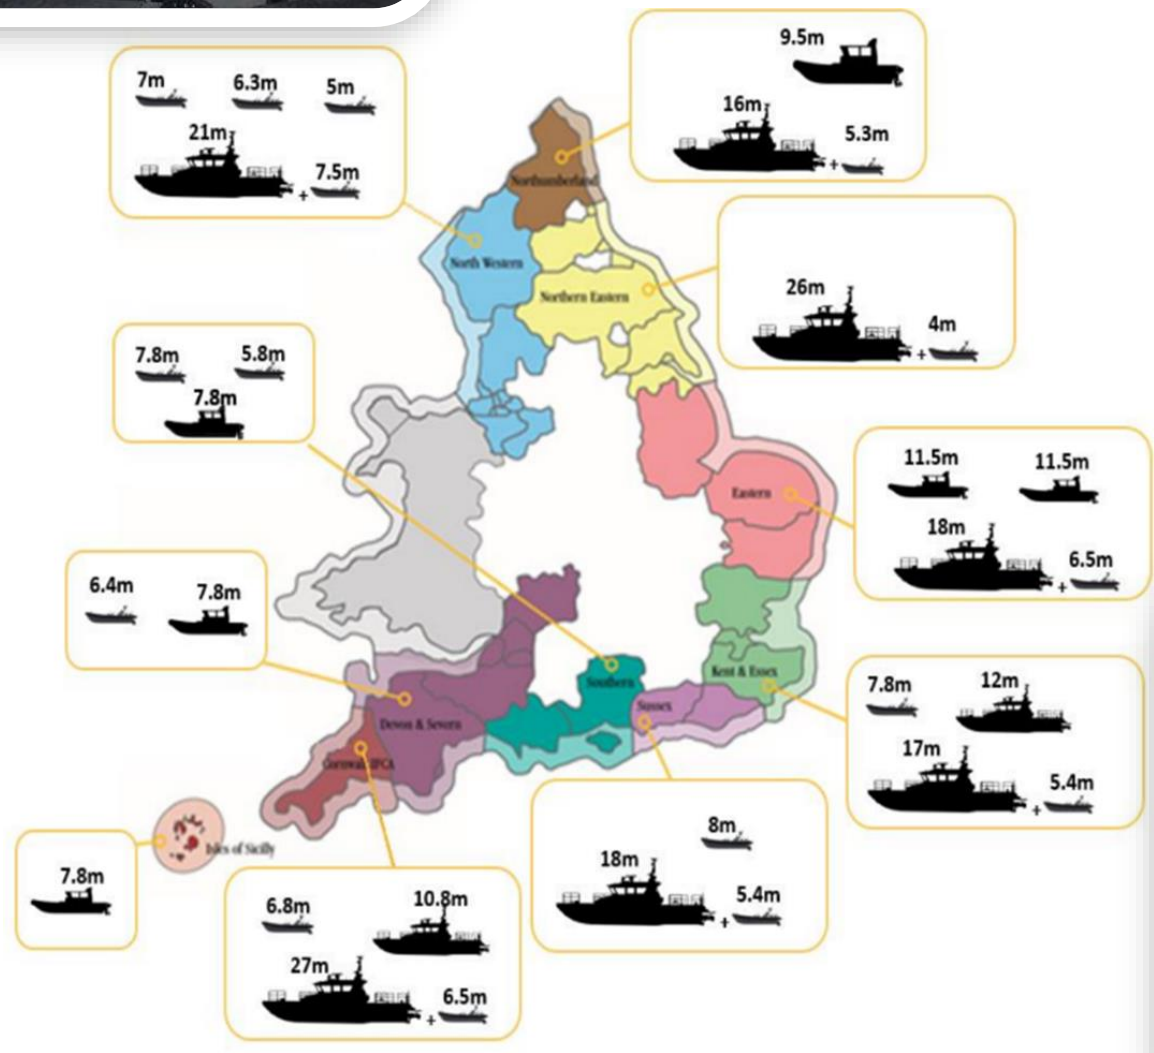 9.5m
16m
+
5.3m
7m
6.3m
5m
21m
+
7.5m
Northumberland
North Western
Northern Eastern
26m
+
4m
7.8m
5.8m
7.8m
11.5m
11.5m
18m
+
6.5m
Eastern
6.4m
7.8m
Kent & Essex
Southern
Sussex
Devon & Severn
Cornwall IFCA
7.8m
12m
17m
+
5.4m
Isles of Sicilly
7.8m
8m
18m
+
5.4m
6.8m
10.8m
27m
+
6.5m